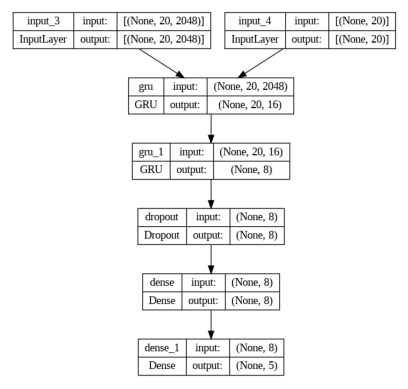 input_3 input: [(None, 20, 2048)]
InputLayer output: [(None, 20, 2048)]
input_4 input: [(None, 20)]
InputLayer output: [(None, 20)]
gru input: (None, 20, 2048)
GRU output: (None, 20, 16)
gru_1 input: (None, 20, 16)
GRU output: (None, 8)
dropout input: (None, 8)
Dropout output: (None, 8)
dense input: (None, 8)
Dense output: (None, 8)
dense_1 input: (None, 8)
Dense output: (None, 5)